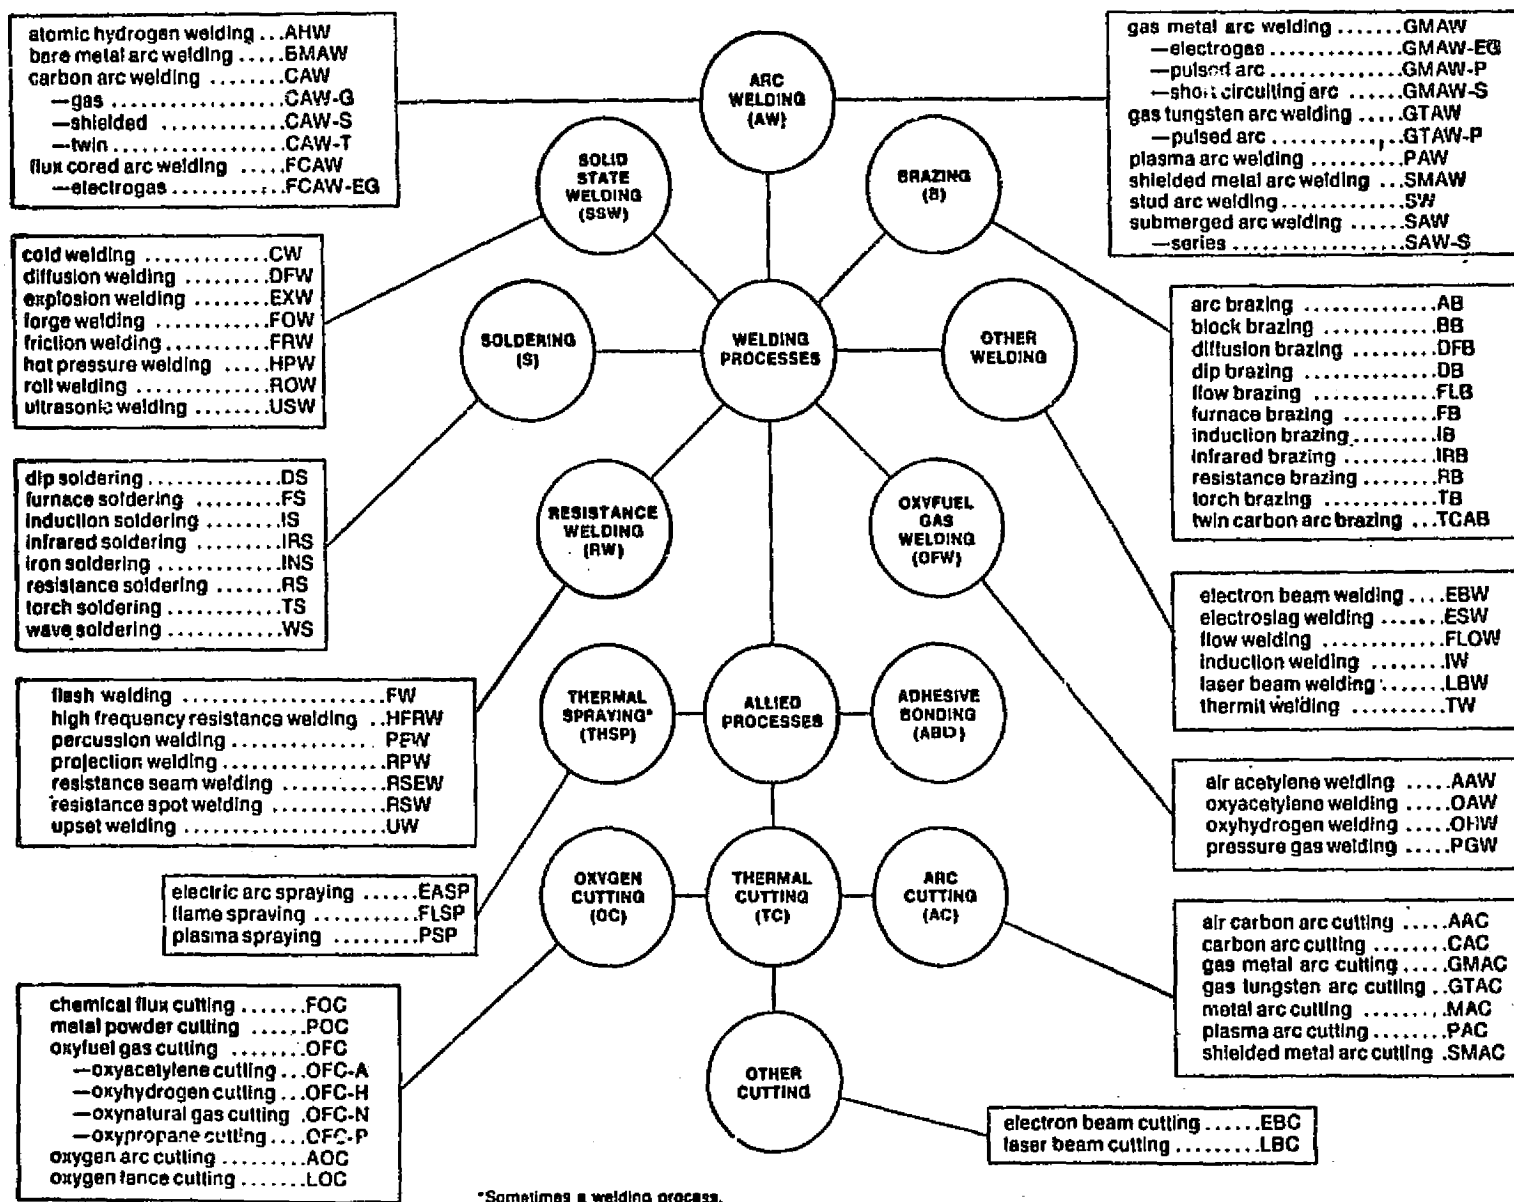 atomic hydrogen welding ...AHW
bare metal arc welding .....BMAW
carbon arc welding ........CAW
—gas ................CAW-G
—shielded ............CAW-S
—twin................CAW-T
flux cored arc welding .....FCAW
—electrogas ..........FCAW-EG
gas metal arc welding .......GMAW
—electrogas ..............GMAW-EG
—pulsed arc ..............GMAW-P
—short circuiting arc ......GMAW-S
gas tungsten arc welding ....GTAW
—pulsed arc ..............GTAW-P
plasma arc welding .........PAW
shielded metal arc welding ...SMAW
stud arc welding ............SW
submerged arc welding .....SAW
—series .................SAW-S
ARC
WELDING
(AW)
SOLID
STATE
WELDING
(SSW)
BRAZING
(B)
cold welding ............CW
diffusion welding ........DFW
explosion welding .......EXW
forge welding ...........FOW
friction welding .........FRW
hot pressure welding ....HPW
roll welding .............ROW
ultrasonic welding .......USW
SOLDERING
(S)
WELDING
PROCESSES
OTHER
WELDING
arc brazing ..............AB
block brazing ............BB
diffusion brazing .........DFB
dip brazing ..............DB
flow brazing .............FLB
furnace brazing ..........FB
induction brazing .........IB
infrared brazing ..........IRB
resistance brazing ........RB
torch brazing ............TB
twin carbon arc brazing ...TCAB
dip soldering ............DS
furnace soldering .......FS
induction soldering ......IS
infrared soldering .......IRS
iron soldering ...........INS
resistance soldering .....RS
torch soldering ..........TS
wave soldering ..........WS
RESISTANCE
WELDING
(RW)
OXYFUEL
GAS
WELDING
(OFW)
electron beam welding ....EBW
electroslag welding .......ESW
flow welding .............FLOW
induction welding .........IW
laser beam welding .......LBW
thermit welding ...........TW
flash welding ....................FW
high frequency resistance welding ..HFRW
percussion welding ..............PEW
projection welding ...............RPW
resistance seam welding ..........RSEW
resistance spot welding ...........RSW
upset welding ...................UW
THERMAL
SPRAYING*
(THSP)
ALLIED
PROCESSES
ADHESIVE
BONDING
(ABD)
air acetylene welding .....AAW
oxyacetylene welding .....OAW
oxyhydrogen welding .....OHW
pressure gas welding .....PGW
electric arc spraying ......EASP
flame spraying ..........FLSP
plasma spraying .........PSP
OXYGEN
CUTTING
(OC)
THERMAL
CUTTING
(TC)
ARC
CUTTING
(AC)
air carbon arc cutting .....AAC
carbon arc cutting ........CAC
gas metal arc cutting .....GMAC
gas tungsten arc cutting ..GTAC
metal arc cutting .........MAC
plasma arc cutting ........PAC
shielded metal arc cutting .SMAC
chemical flux cutting .......FOC
metal powder cutting ......POC
oxyfuel gas cutting ........OFC
—oxyacetylene cutting ...OFC-A
—oxyhydrogen cutting ...OFC-H
—oxynatural gas cutting .OFC-N
—oxypropane cutting ....OFC-P
oxygen arc cutting .........AOC
oxygen lance cutting .......LOC
OTHER
CUTTING
electron beam cutting ......EBC
laser beam cutting .........LBC
*Sometimes a welding process.